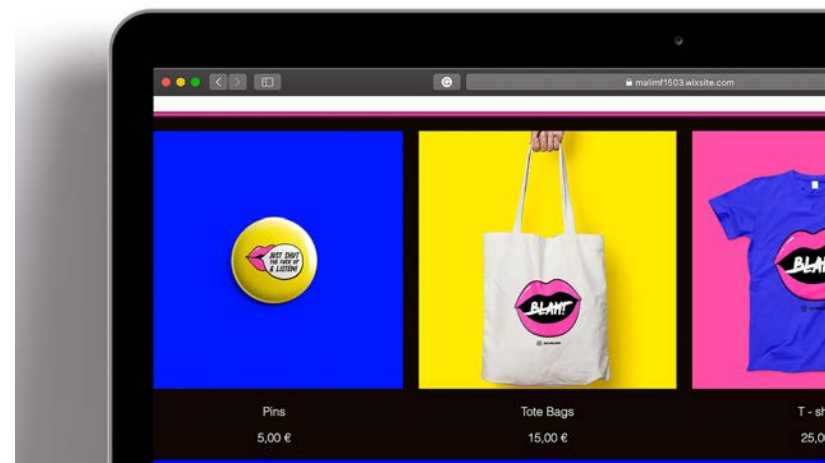 malimf1503.wixsite.com
JUST SHUT
THE FUCK UP
& LISTEN!
BLAH!
BLAH
Pins
Tote Bags
T - sh
5,00 €
15,00 €
25,0